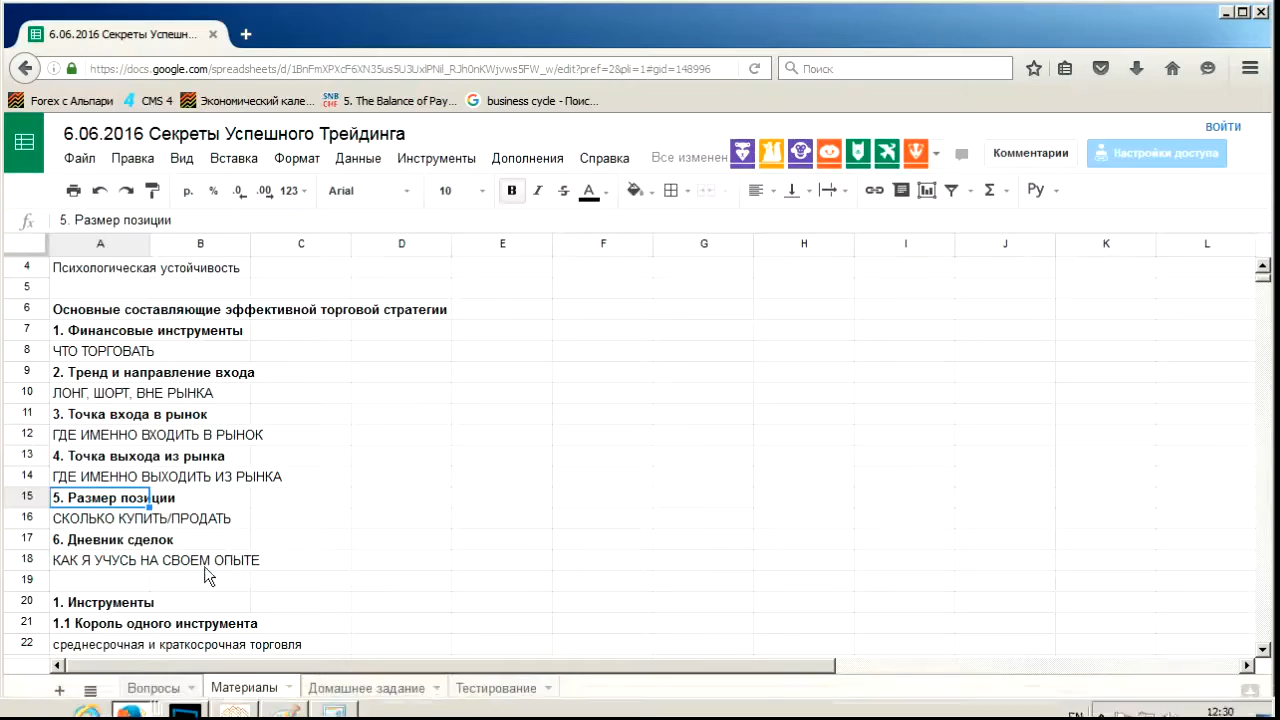 6.06.2016 Секреты Успешн...
https://docs.google.com/spreadsheets/d/1BnFmXPXcF6XN35us5U3UxlPNil_RJh0nKWjvws5FW_w/edit?pref=2&pli=1#gid=148996
Поиск
Forex с Альпари
CMS 4
Экономический кале...
SNB CHF
5. The Balance of Pay...
business cycle - Поис...
6.06.2016 Секреты Успешного Трейдинга
ВОЙТИ
Файл Правка Вид Вставка Формат Данные Инструменты Дополнения Справка Все изменен
Комментарии
Настройки доступа
р. % .0 .00 123 Arial 10 B I S A Σ Ру
fx 5. Размер позиции
A B C D E F G H I J K L
4 Психологическая устойчивость
5
6 Основные составляющие эффективной торговой стратегии
7 1. Финансовые инструменты
8 ЧТО ТОРГОВАТЬ
9 2. Тренд и направление входа
10 ЛОНГ, ШОРТ, ВНЕ РЫНКА
11 3. Точка входа в рынок
12 ГДЕ ИМЕННО ВХОДИТЬ В РЫНОК
13 4. Точка выхода из рынка
14 ГДЕ ИМЕННО ВЫХОДИТЬ ИЗ РЫНКА
15 5. Размер позиции
16 СКОЛЬКО КУПИТЬ/ПРОДАТЬ
17 6. Дневник сделок
18 КАК Я УЧУСЬ НА СВОЕМ ОПЫТЕ
19
20 1. Инструменты
21 1.1 Король одного инструмента
22 среднесрочная и краткосрочная торговля
Вопросы Материалы Домашнее задание Тестирование
EN
12:30